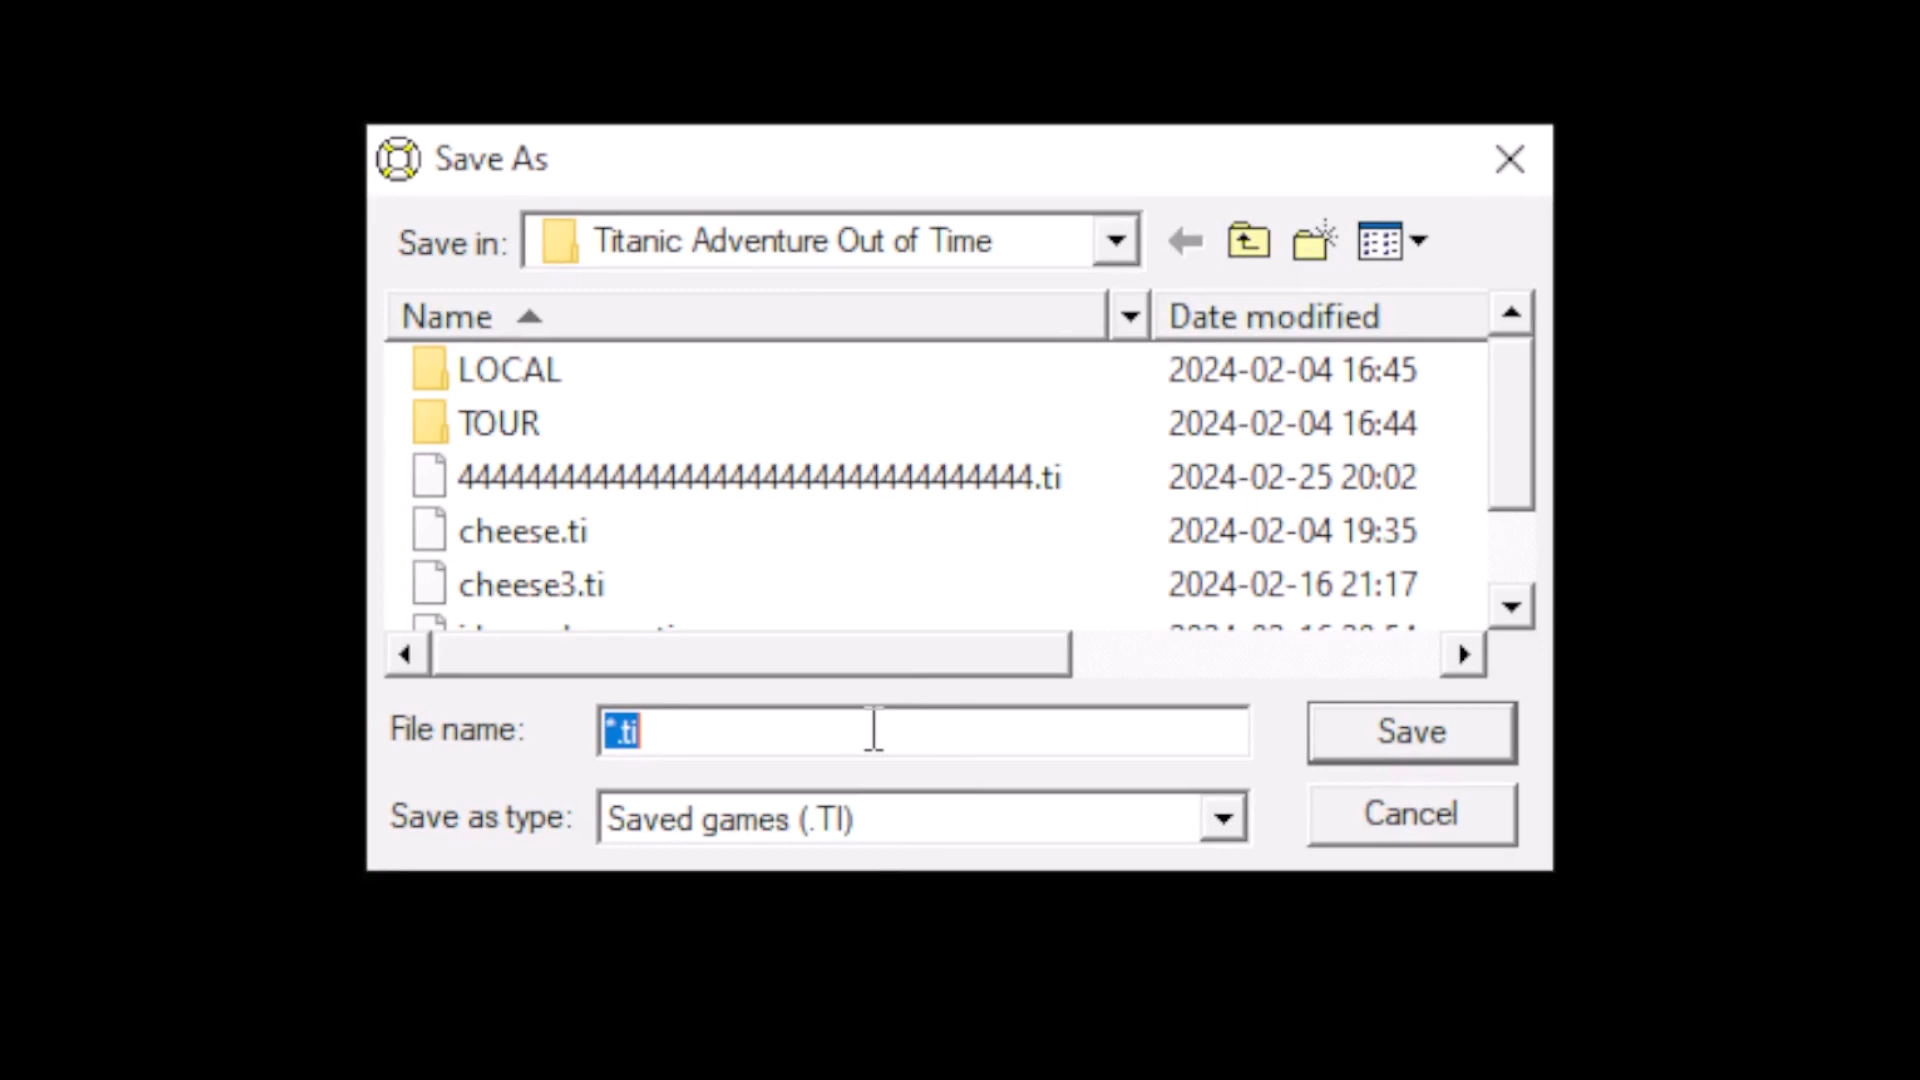 Save As
Save in: Titanic Adventure Out of Time
Name Date modified
LOCAL 2024-02-04 16:45
TOUR 2024-02-04 16:44
4444444444444444444444444444444444.ti 2024-02-25 20:02
cheese.ti 2024-02-04 19:35
cheese3.ti 2024-02-16 21:17
File name: *.ti Save
Save as type: Saved games (.TI) Cancel